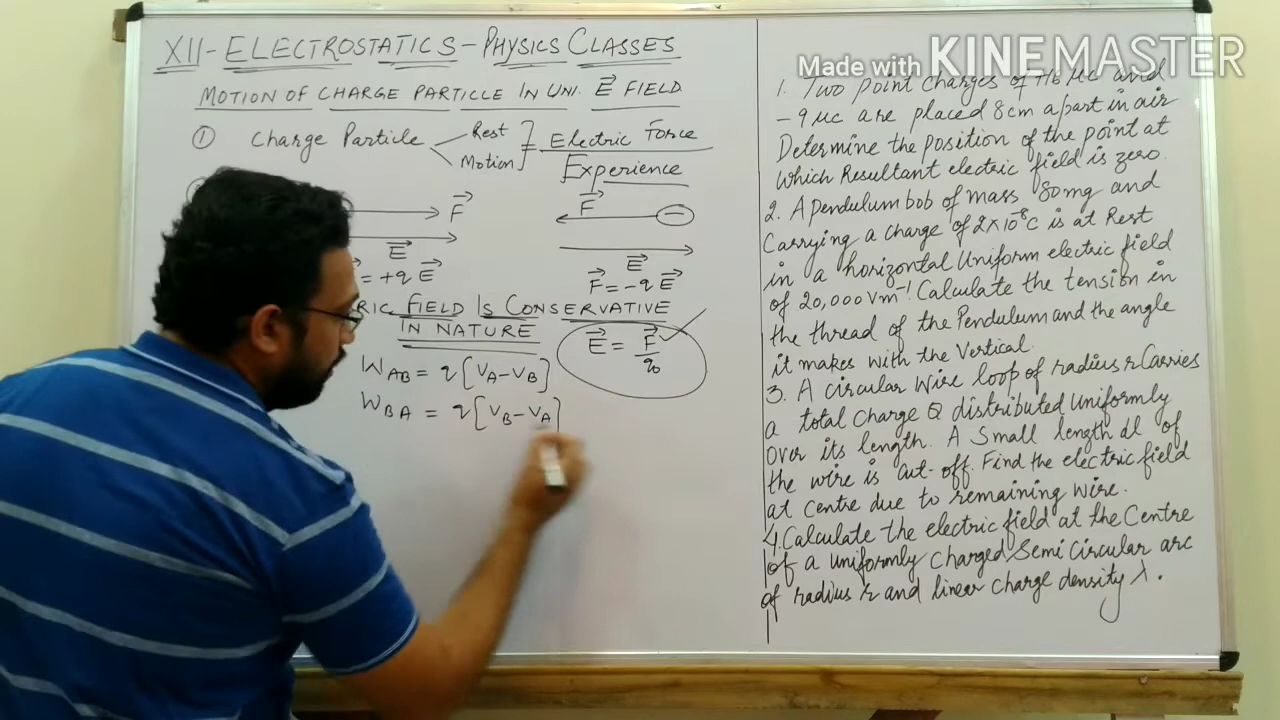 XII - ELECTROSTATICS - PHYSICS CLASSES
MOTION OF CHARGE PARTICLE IN UNI. E⃗ FIELD
① Charge Particle Rest Motion = Electric Force Experience
F⃗
E⃗
= +q E⃗
F⃗
−
E⃗
F⃗ = -q E⃗
RIC FIELD IS CONSERVATIVE
IN NATURE
E⃗ = F⃗/q₀
W_AB = q[V_A - V_B]
W_BA = q[V_B - V_A]
Made with KINEMASTER
1. Two point charges of +16 μc and
-9 μc are placed 8cm apart in air
Determine the position of the point at
which Resultant electric field is zero.
2. A pendulum bob of mass 80mg and
Carrying a charge of 2×10⁻⁸C is at Rest
in a horizontal Uniform electric field
of 20,000 Vm⁻¹. Calculate the tension in
the thread of the Pendulum and the angle
it makes with the Vertical.
3. A circular wire loop of radius r Carries
a total charge Q distributed Uniformly
over its length. A Small length dl of
the wire is cut-off. Find the electric field
at centre due to remaining wire.
4. Calculate the electric field at the Centre
of a uniformly charged Semi Circular arc
of radius r and linear charge density λ.